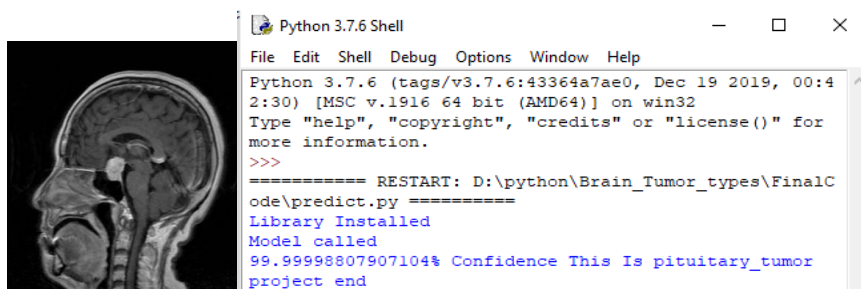 Python 3.7.6 Shell
File Edit Shell Debug Options Window Help
Python 3.7.6 (tags/v3.7.6:43364a7ae0, Dec 19 2019, 00:4
2:30) [MSC v.1916 64 bit (AMD64)] on win32
Type "help", "copyright", "credits" or "license()" for
more information.
>>>
=========== RESTART: D:\python\Brain_Tumor_types\FinalC
ode\predict.py ==========
Library Installed
Model called
99.99998807907104% Confidence This Is pituitary_tumor
project end